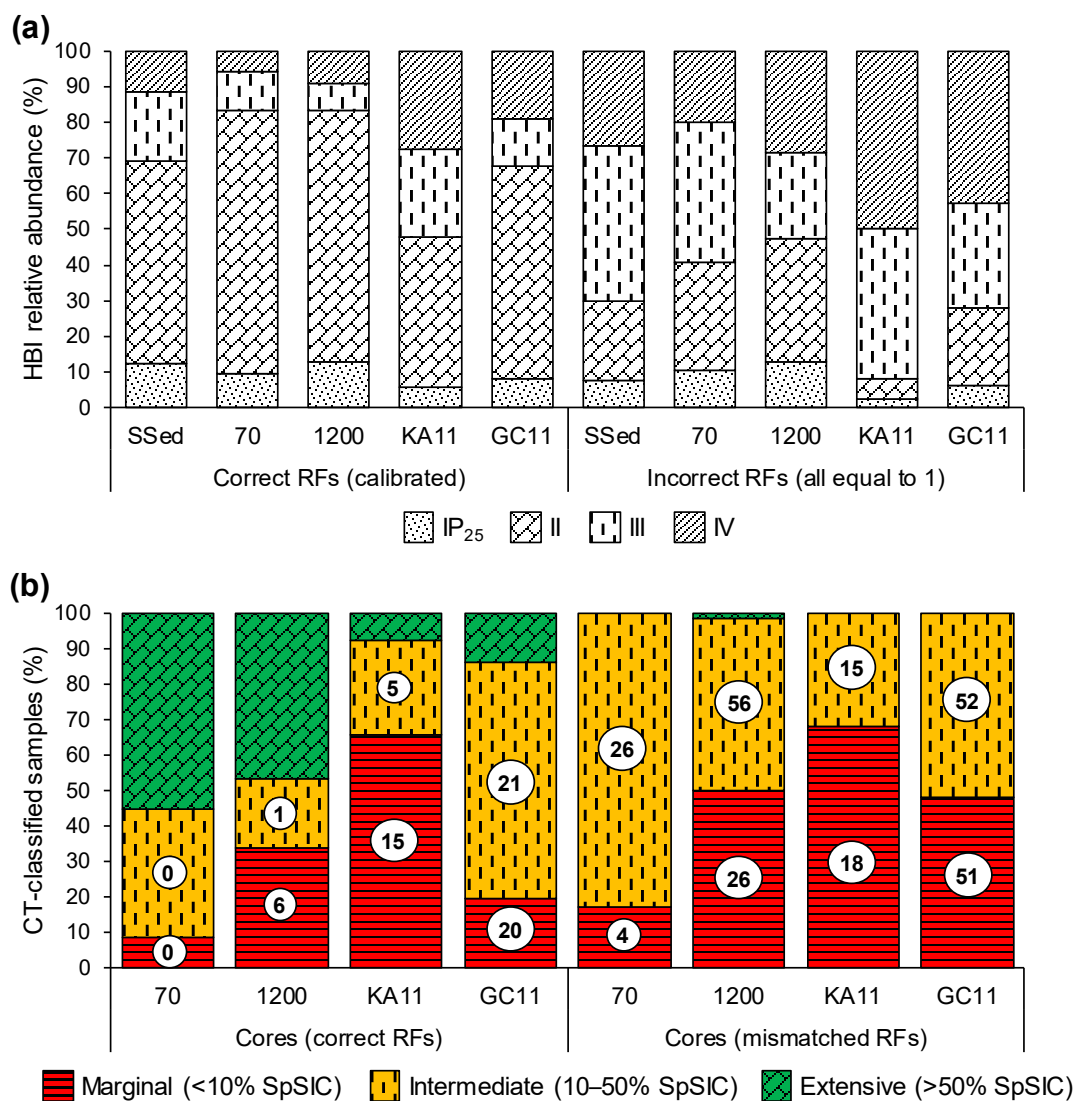 (a)
HBI relative abundance (%)
100
90
80
70
60
50
40
30
20
10
0
SSed 70 1200 KA11 GC11 SSed 70 1200 KA11 GC11
Correct RFs (calibrated) Incorrect RFs (all equal to 1)
IP25 II III IV
(b)
CT-classified samples (%)
100
90
80
70
60
50
40
30
20
10
0
0 1 5 21 26 56 15 52
0 6 15 20 4 26 18 51
70 1200 KA11 GC11 70 1200 KA11 GC11
Cores (correct RFs) Cores (mismatched RFs)
Marginal (<10% SpSIC) Intermediate (10–50% SpSIC) Extensive (>50% SpSIC)